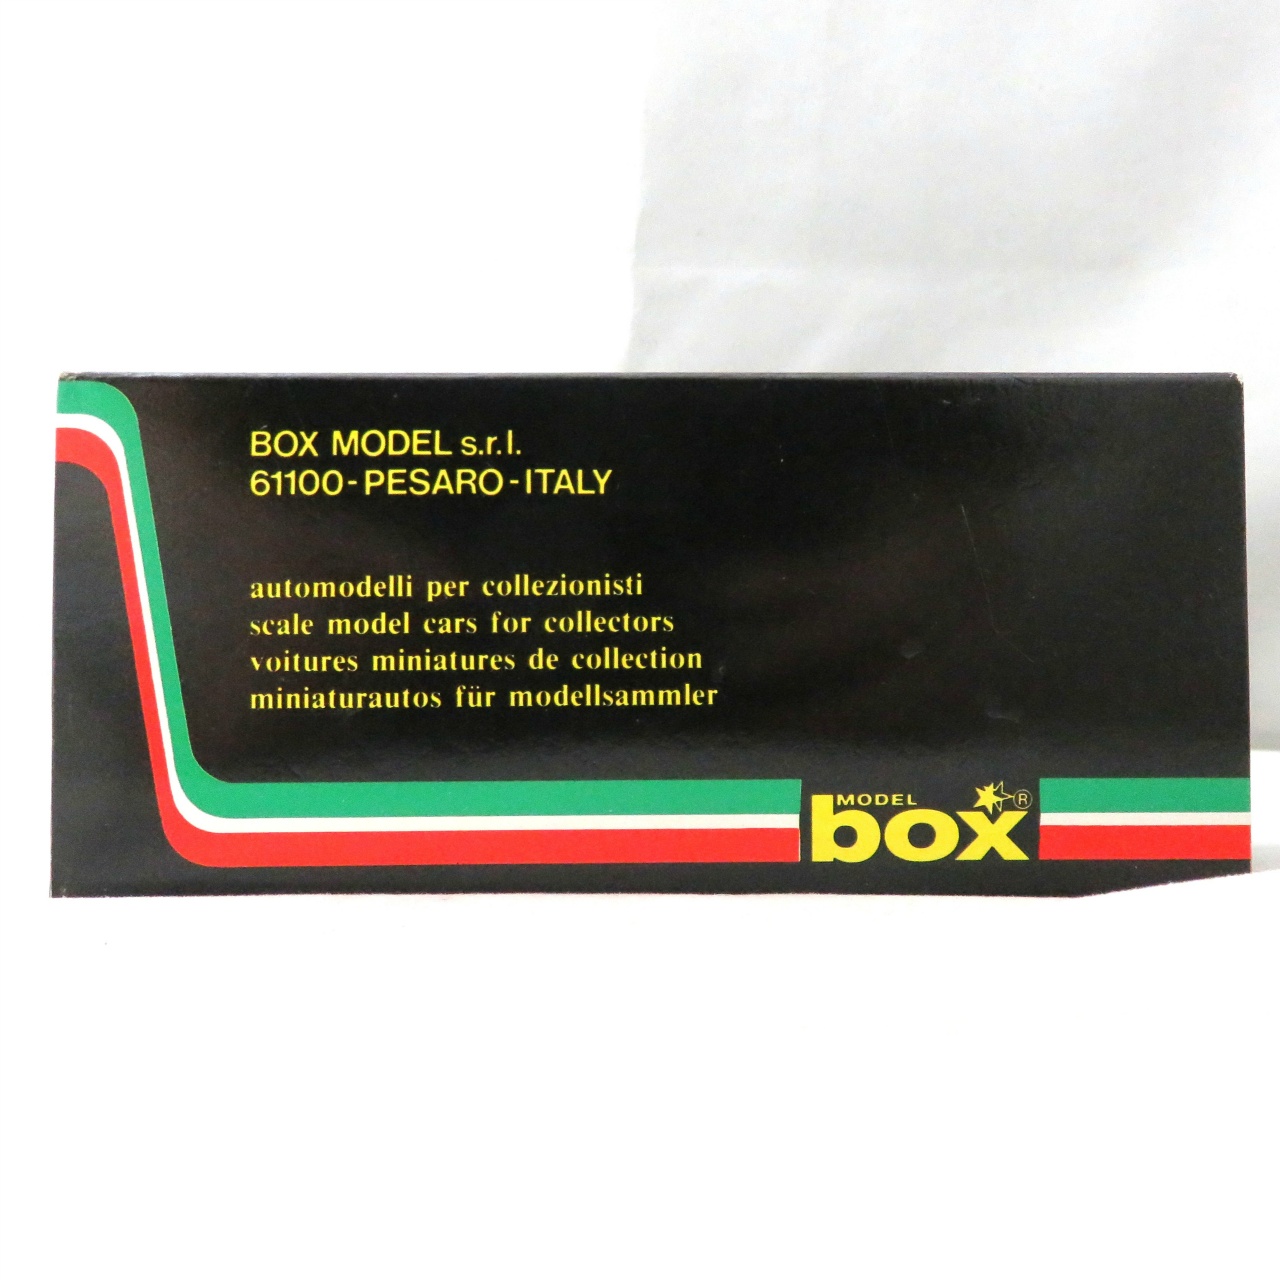 BOX MODEL s.r.l.
61100-PESARO-ITALY
automodelli per collezionisti
scale model cars for collectors
voitures miniatures de collection
miniaturautos für modellsammler
MODEL
box ®